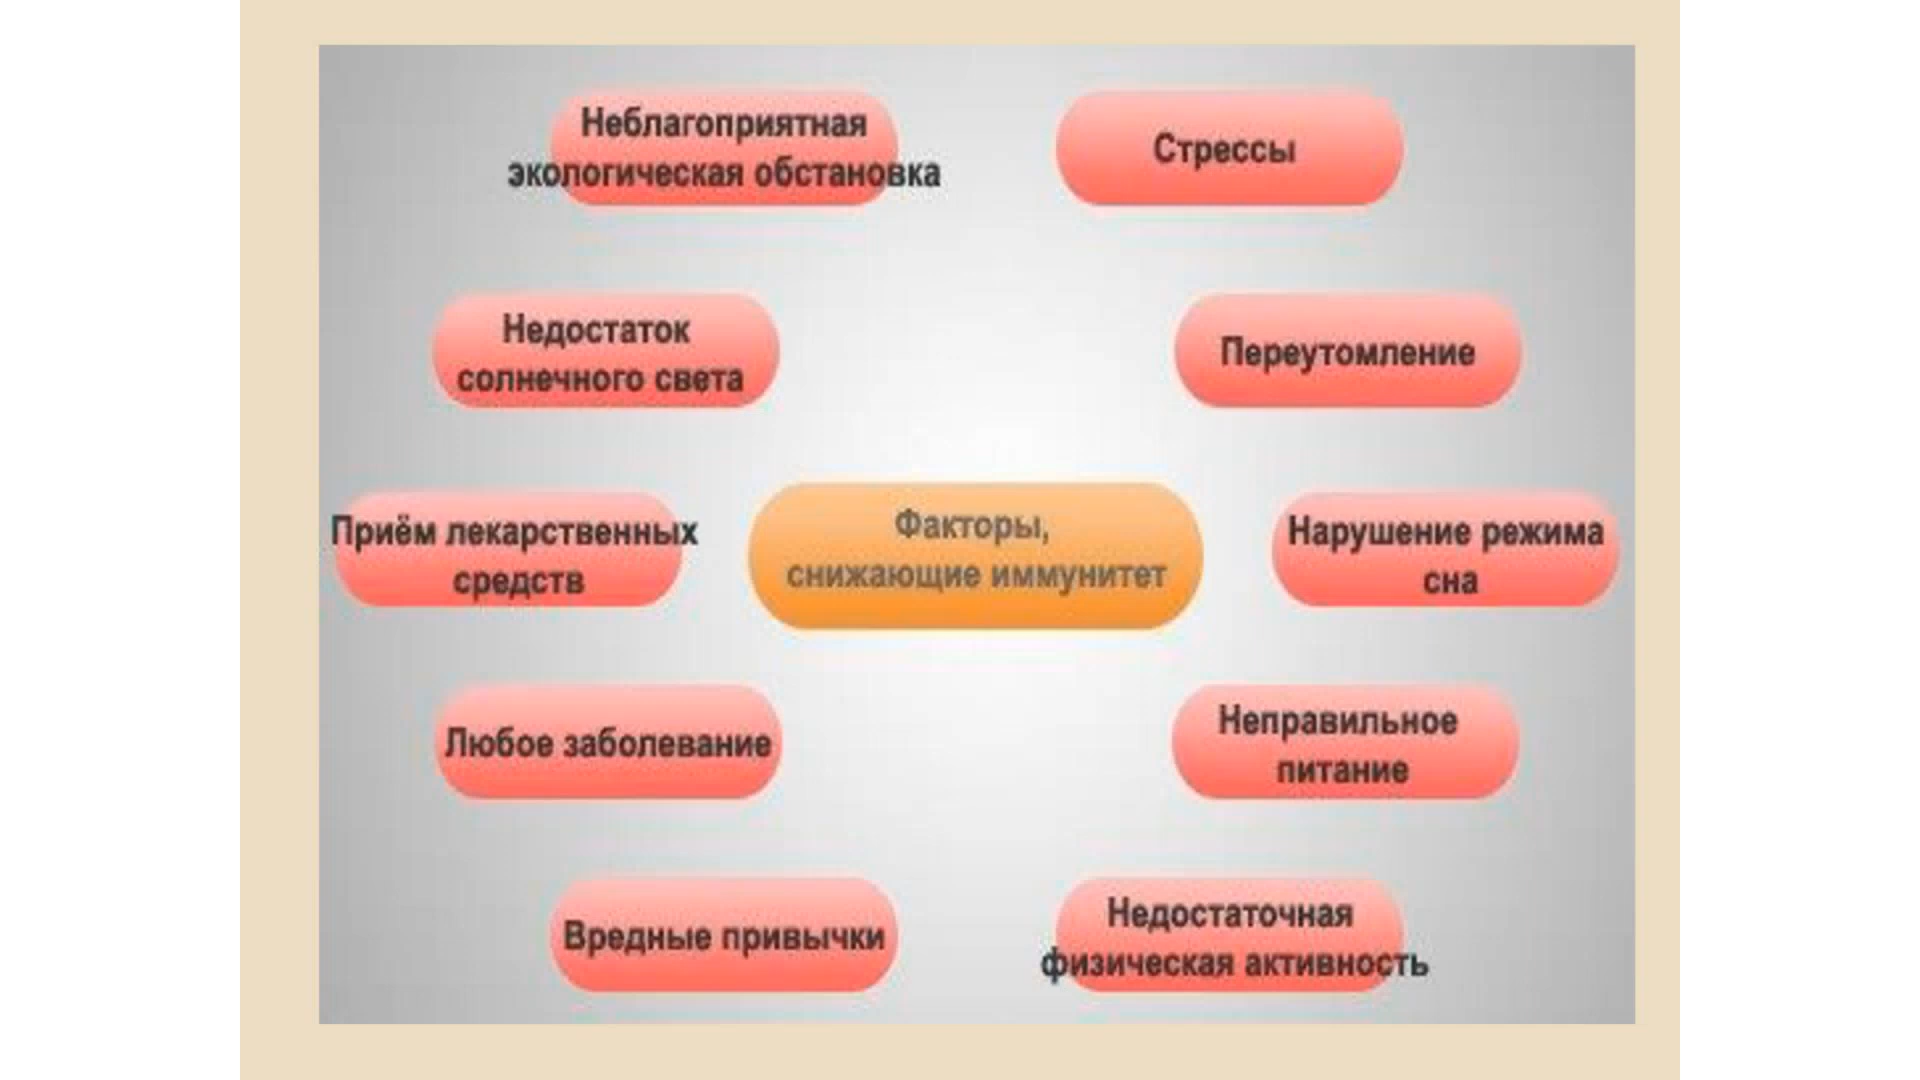 Неблагоприятная
экологическая обстановка
Стрессы
Недостаток
солнечного света
Переутомление
Приём лекарственных
средств
Факторы,
снижающие иммунитет
Нарушение режима
сна
Любое заболевание
Неправильное
питание
Вредные привычки
Недостаточная
физическая активность